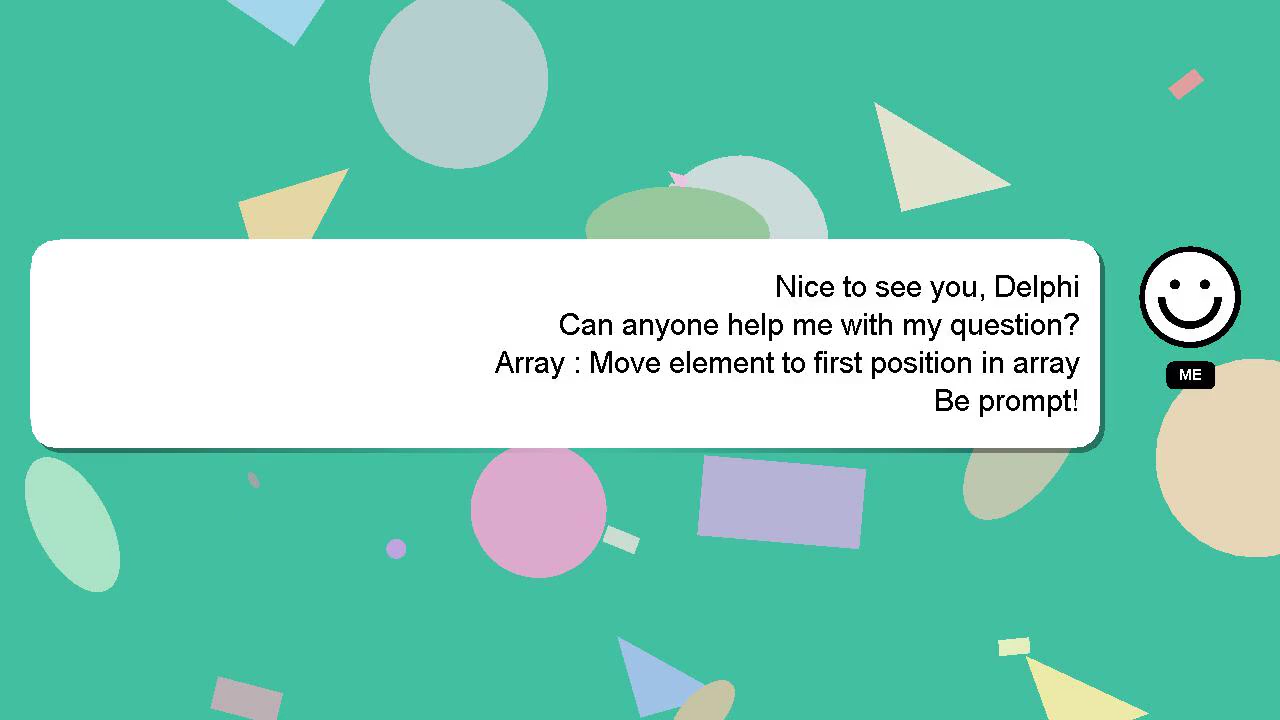 Nice to see you, Delphi
Can anyone help me with my question?
Array : Move element to first position in array
Be prompt!
ME